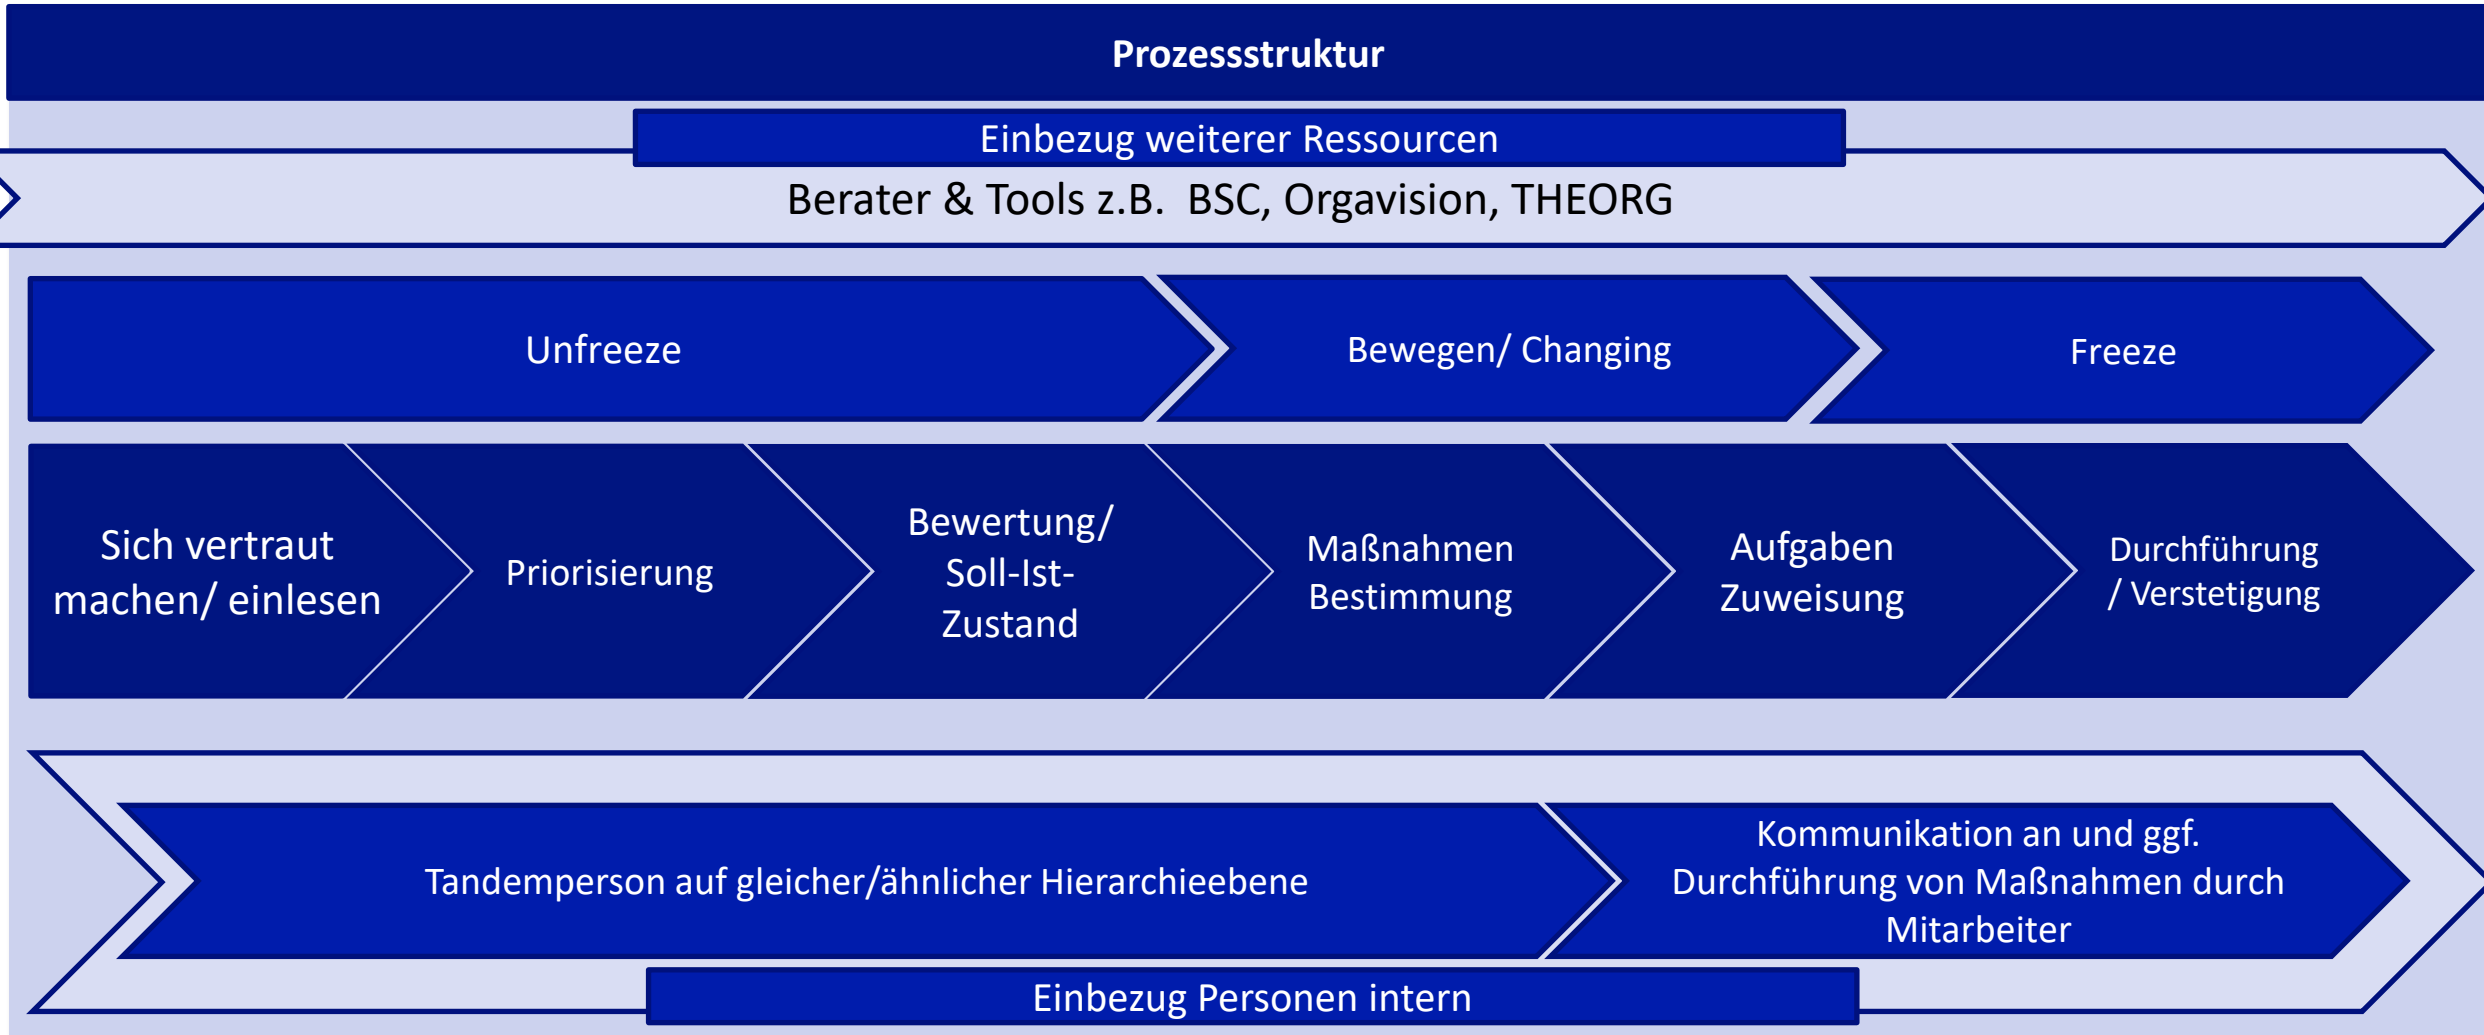 Prozessstruktur
Einbezug weiterer Ressourcen
Berater & Tools z.B. BSC, Orgavision, THEORG
Unfreeze
Bewegen/ Changing
Freeze
Sich vertraut
machen/ einlesen
Priorisierung
Bewertung/
Soll-Ist-
Zustand
Maßnahmen
Bestimmung
Aufgaben
Zuweisung
Durchführung
/ Verstetigung
Tandemperson auf gleicher/ähnlicher Hierarchieebene
Kommunikation an und ggf.
Durchführung von Maßnahmen durch
Mitarbeiter
Einbezug Personen intern